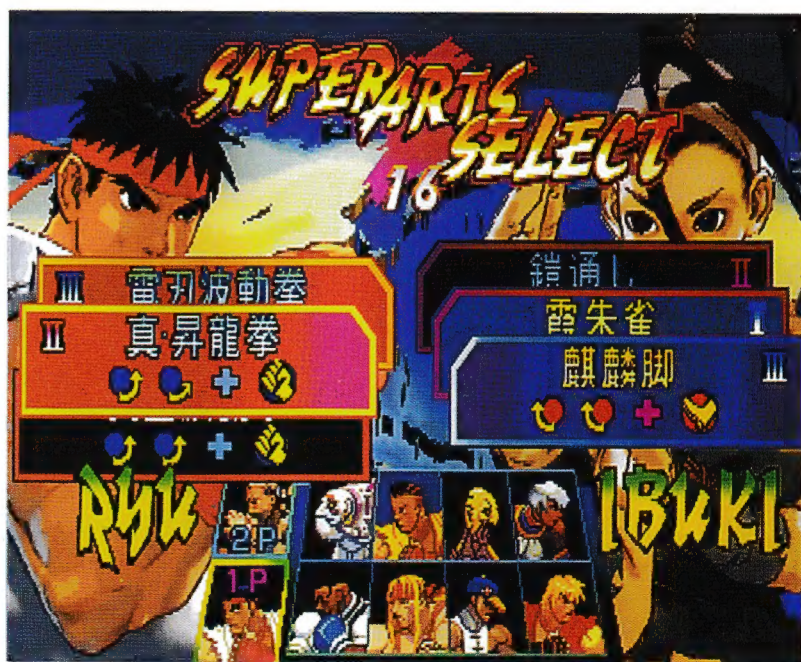 SUPER ARTS
SELECT
16
III 雷刃波動拳
II 真·昇龍拳
鎧通し II
霞朱雀 I
麒麟脚 III
RYU
IBUKI
2P
1P